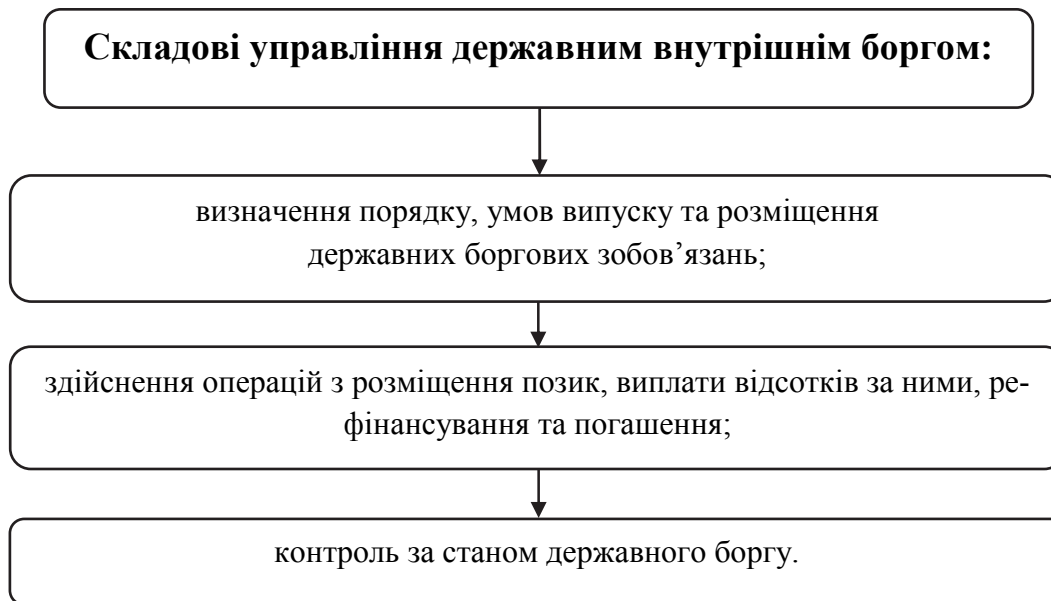 Складові управління державним внутрішнім боргом:
визначення порядку, умов випуску та розміщення
державних боргових зобов’язань;
здійснення операцій з розміщення позик, виплати відсотків за ними, ре-
фінансування та погашення;
контроль за станом державного боргу.